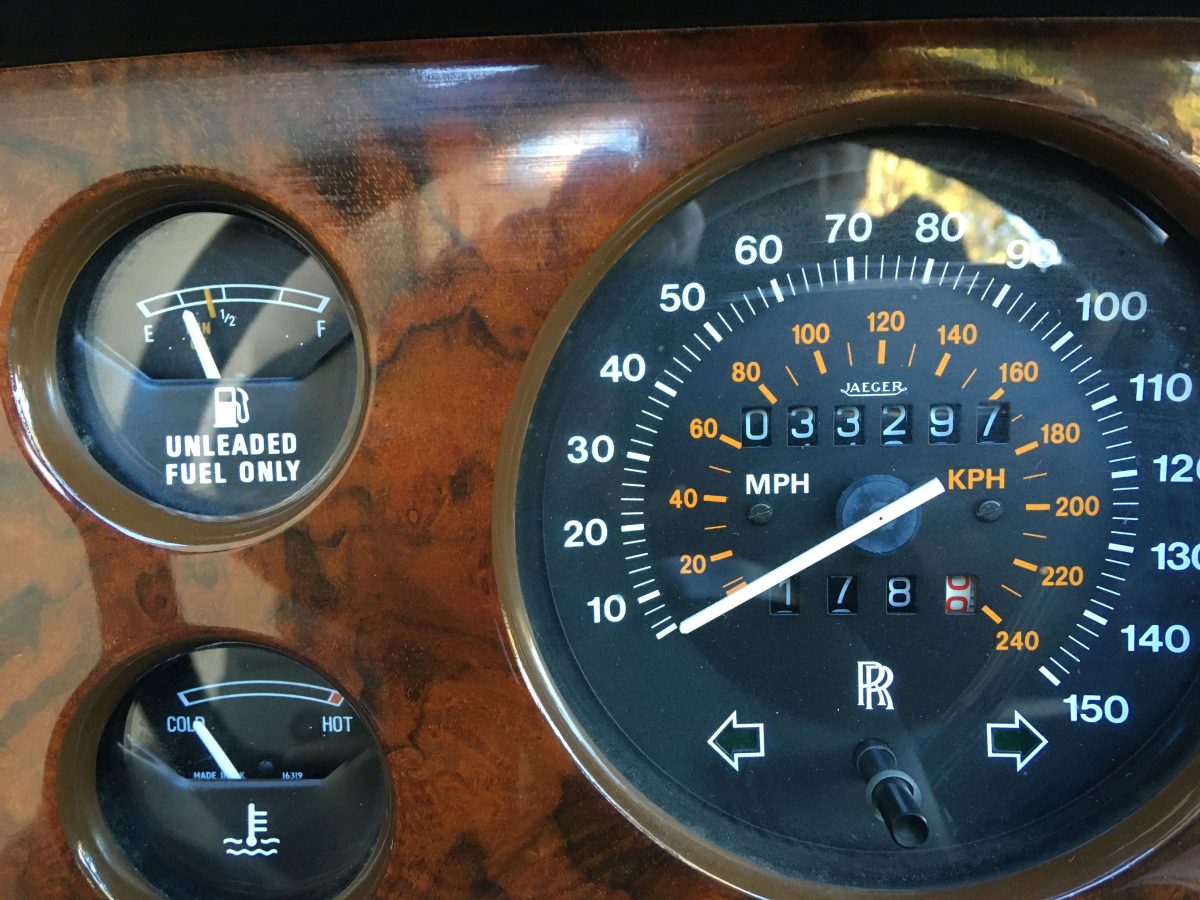 E 1/2 F
UNLEADED
FUEL ONLY
COLD HOT
16319
10 20 30 40 50 60 70 80 90 100 110 130 140 150
20 40 60 80 100 120 140 160 180 200 220 240
JAEGER
033297
MPH KPH
178
RR